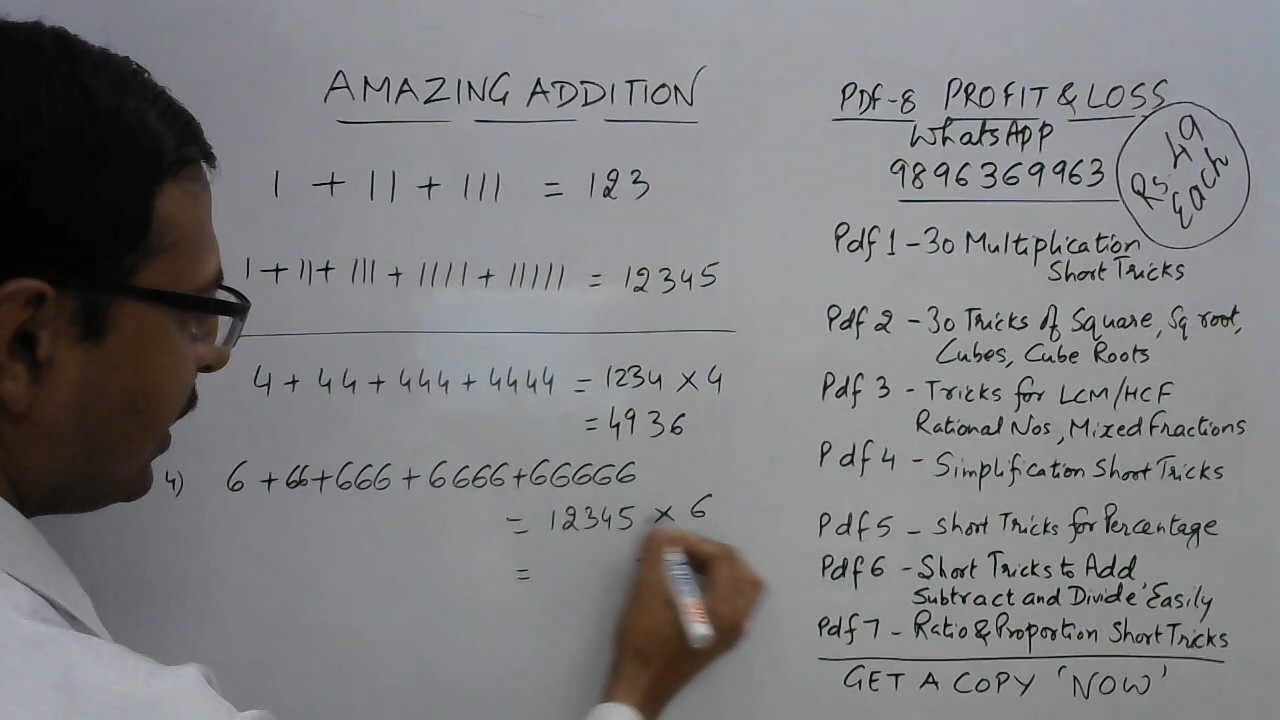 AMAZING ADDITION
1 + 11 + 111 = 123
1 + 11 + 111 + 1111 + 11111 = 12345
4 + 44 + 444 + 4444 = 1234 × 4
= 4936
4) 6 + 66 + 666 + 6666 + 66666
= 12345 × 6
=
Pdf-8 PROFIT & LOSS
WhatsAPP
9896369963
Rs. 49
Each
Pdf 1 - 30 Multiplication
Short Tricks
Pdf 2 - 30 Tricks of Square, Sq root,
Cubes, Cube Roots
Pdf 3 - Tricks for LCM/HCF
Rational Nos, Mixed Fractions
Pdf 4 - Simplification Short Tricks
Pdf 5 - Short Tricks for Percentage
Pdf 6 - Short Tricks to Add,
Subtract and Divide Easily
Pdf 7 - Ratio & Proportion Short Tricks
GET A COPY 'NOW'